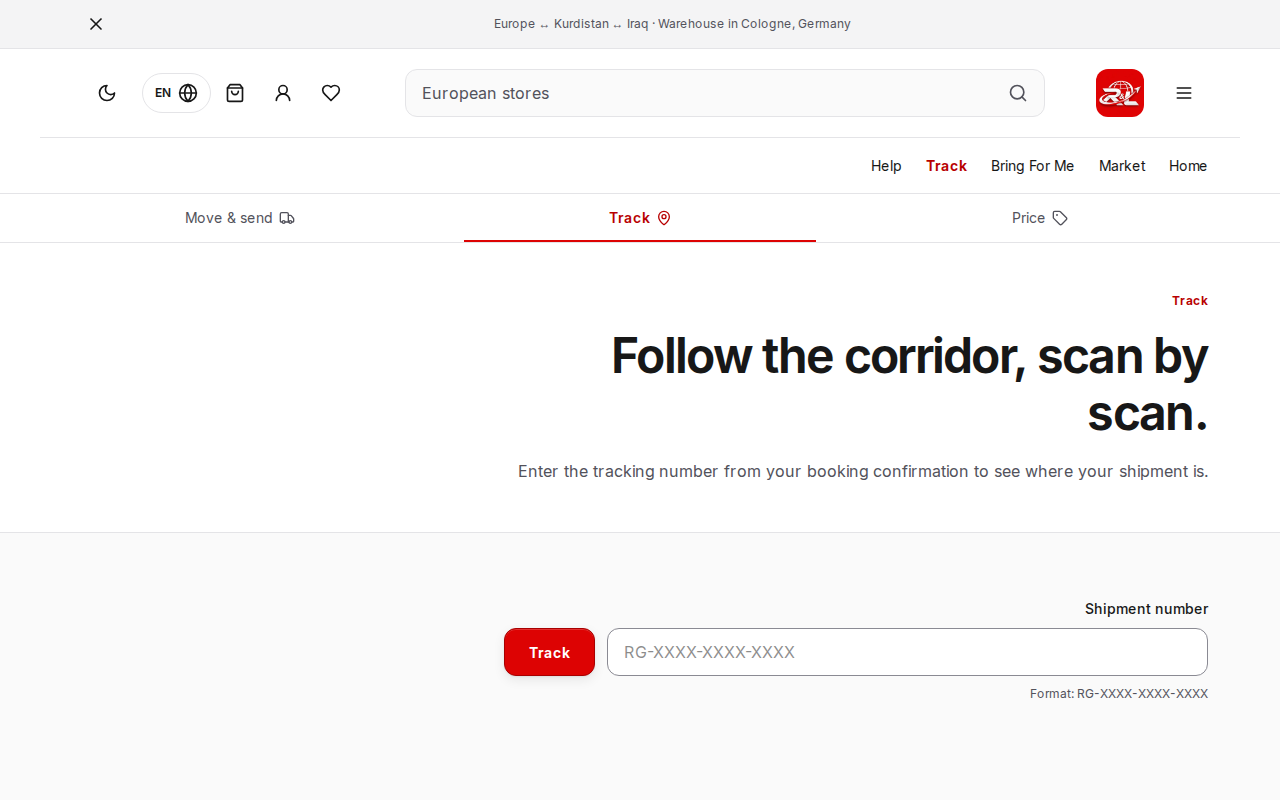 Europe ↔ Kurdistan ↔ Iraq · Warehouse in Cologne, Germany
EN
European stores
Help
Track
Bring For Me
Market
Home
Move & send
Track
Price
Track
Follow the corridor, scan by
scan.
Enter the tracking number from your booking confirmation to see where your shipment is.
Shipment number
Track
RG-XXXX-XXXX-XXXX
Format: RG-XXXX-XXXX-XXXX